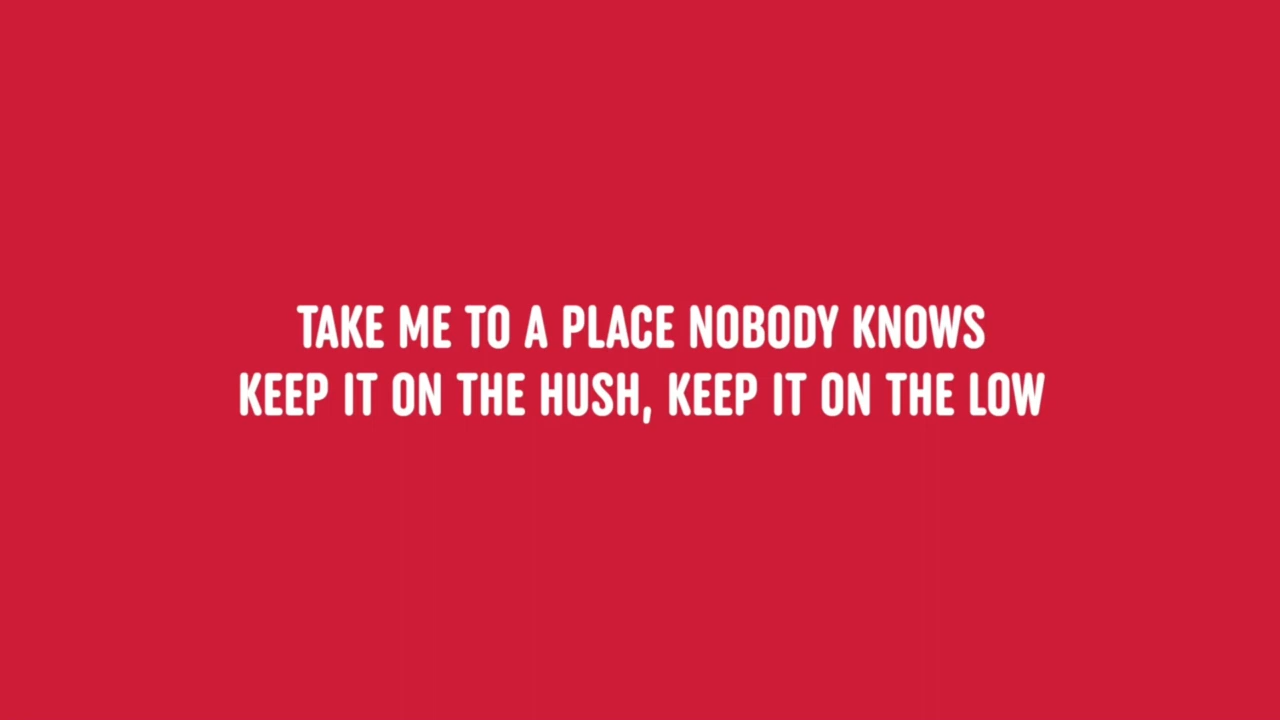 TAKE ME TO A PLACE NOBODY KNOWS
KEEP IT ON THE HUSH, KEEP IT ON THE LOW